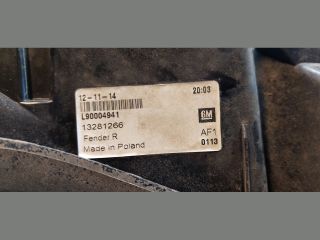 12-11-14 20:03
L90004941
GM
13281266 AF1
Fender R 0113
Made in Poland